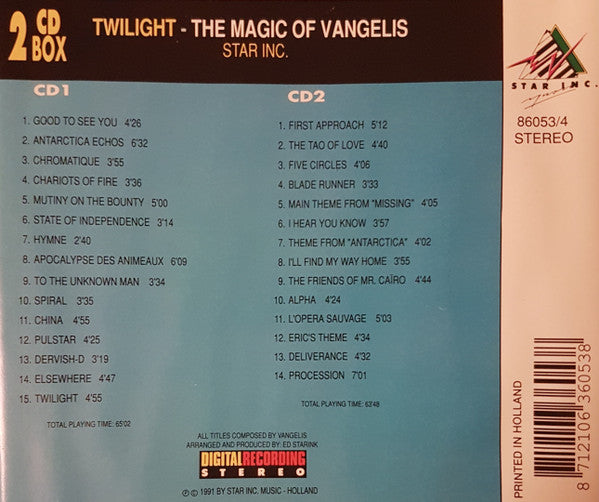 2 CD BOX
TWILIGHT - THE MAGIC OF VANGELIS
STAR INC.
CD1
1. GOOD TO SEE YOU 4'26
2. ANTARCTICA ECHOS 6'32
3. CHROMATIQUE 3'55
4. CHARIOTS OF FIRE 3'36
5. MUTINY ON THE BOUNTY 5'00
6. STATE OF INDEPENDENCE 3'14
7. HYMNE 2'40
8. APOCALYPSE DES ANIMEAUX 6'09
9. TO THE UNKNOWN MAN 3'34
10. SPIRAL 3'35
11. CHINA 4'55
12. PULSTAR 4'25
13. DERVISH-D 3'19
14. ELSEWHERE 4'47
15. TWILIGHT 4'55
TOTAL PLAYING TIME: 65'02
CD2
1. FIRST APPROACH 5'12
2. THE TAO OF LOVE 4'40
3. FIVE CIRCLES 4'06
4. BLADE RUNNER 3'33
5. MAIN THEME FROM "MISSING" 4'05
6. I HEAR YOU KNOW 3'57
7. THEME FROM "ANTARCTICA" 4'02
8. I'LL FIND MY WAY HOME 3'55
9. THE FRIENDS OF MR. CAÏRO 4'44
10. ALPHA 4'24
11. L'OPERA SAUVAGE 5'03
12. ERIC'S THEME 4'34
13. DELIVERANCE 4'32
14. PROCESSION 7'01
TOTAL PLAYING TIME: 63'48
ALL TITLES COMPOSED BY VANGELIS
ARRANGED AND PRODUCED BY: ED STARINK
DIGITAL RECORDING
STEREO
Ⓟ © 1991 BY STAR INC. MUSIC - HOLLAND
STAR INC.
86053/4
STEREO
PRINTED IN HOLLAND
8 712106 360538